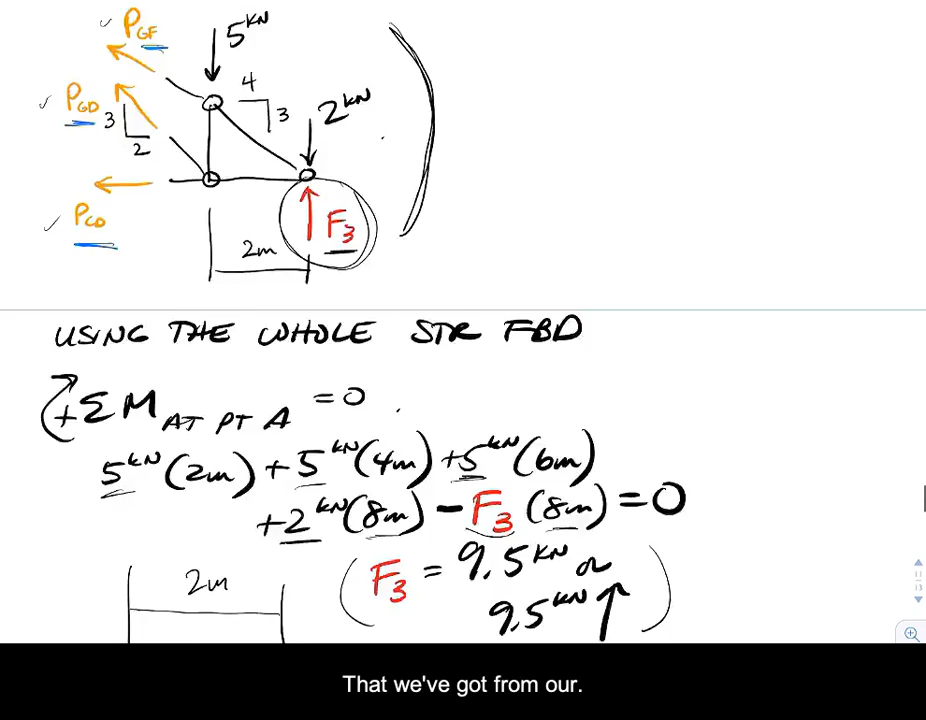 P_GF
5 kN
4
3
2 kN
P_GD
3
2
P_CD
F_3
2m
USING THE WHOLE STR FBD
+ΣM AT PT A = 0
5 kN (2m) + 5 kN (4m) + 5 kN (6m)
+ 2 kN (8m) − F_3 (8m) = 0
2m
F_3 = 9.5 kN or
9.5 kN ↑
That we've got from our.